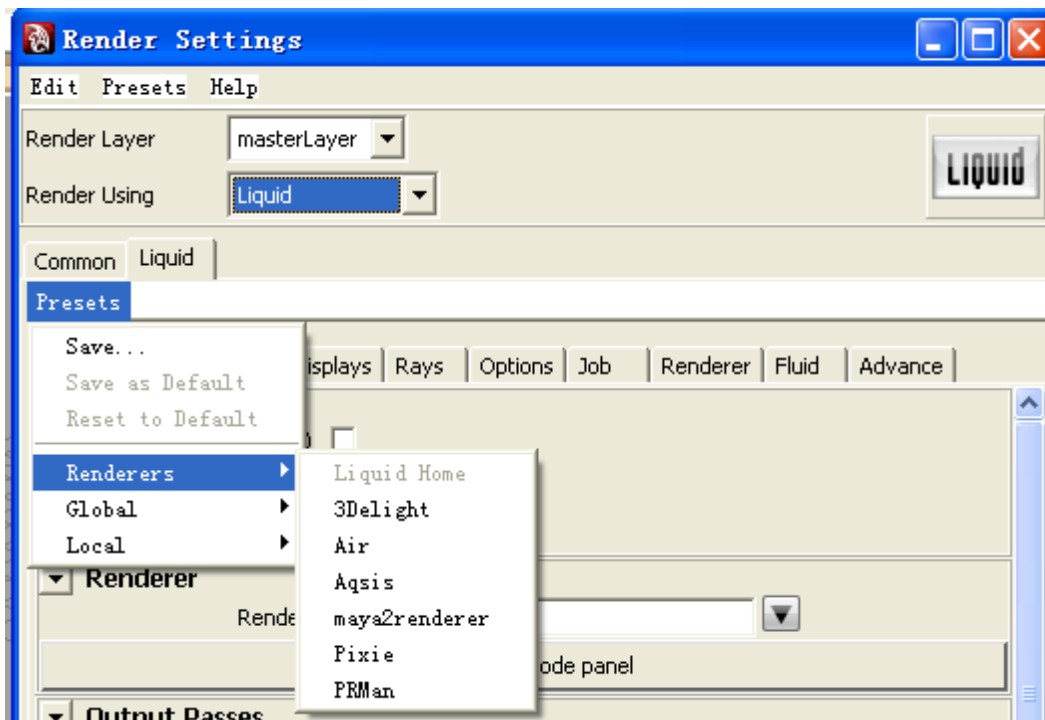 Render Settings
Edit Presets Help
Render Layer masterLayer
LIQUID
Render Using Liquid
Common Liquid
Presets
Save...
isplays Rays Options Job Renderer Fluid Advance
Save as Default
Reset to Default
Renderers
Liquid Home
Global
3Delight
Local
Air
Aqsis
Renderer
Rende
maya2renderer
Pixie
ode panel
PRMan
Output Passes